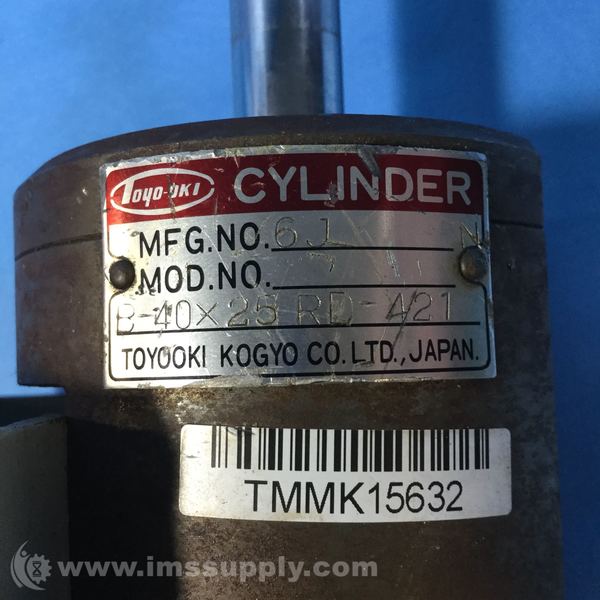 TOYO-OKI CYLINDER
MFG.NO. 6J N
MOD.NO.
B-40×25 RD-421
TOYOOKI KOGYO CO.LTD., JAPAN.
TMMK15632
© www.imssupply.com